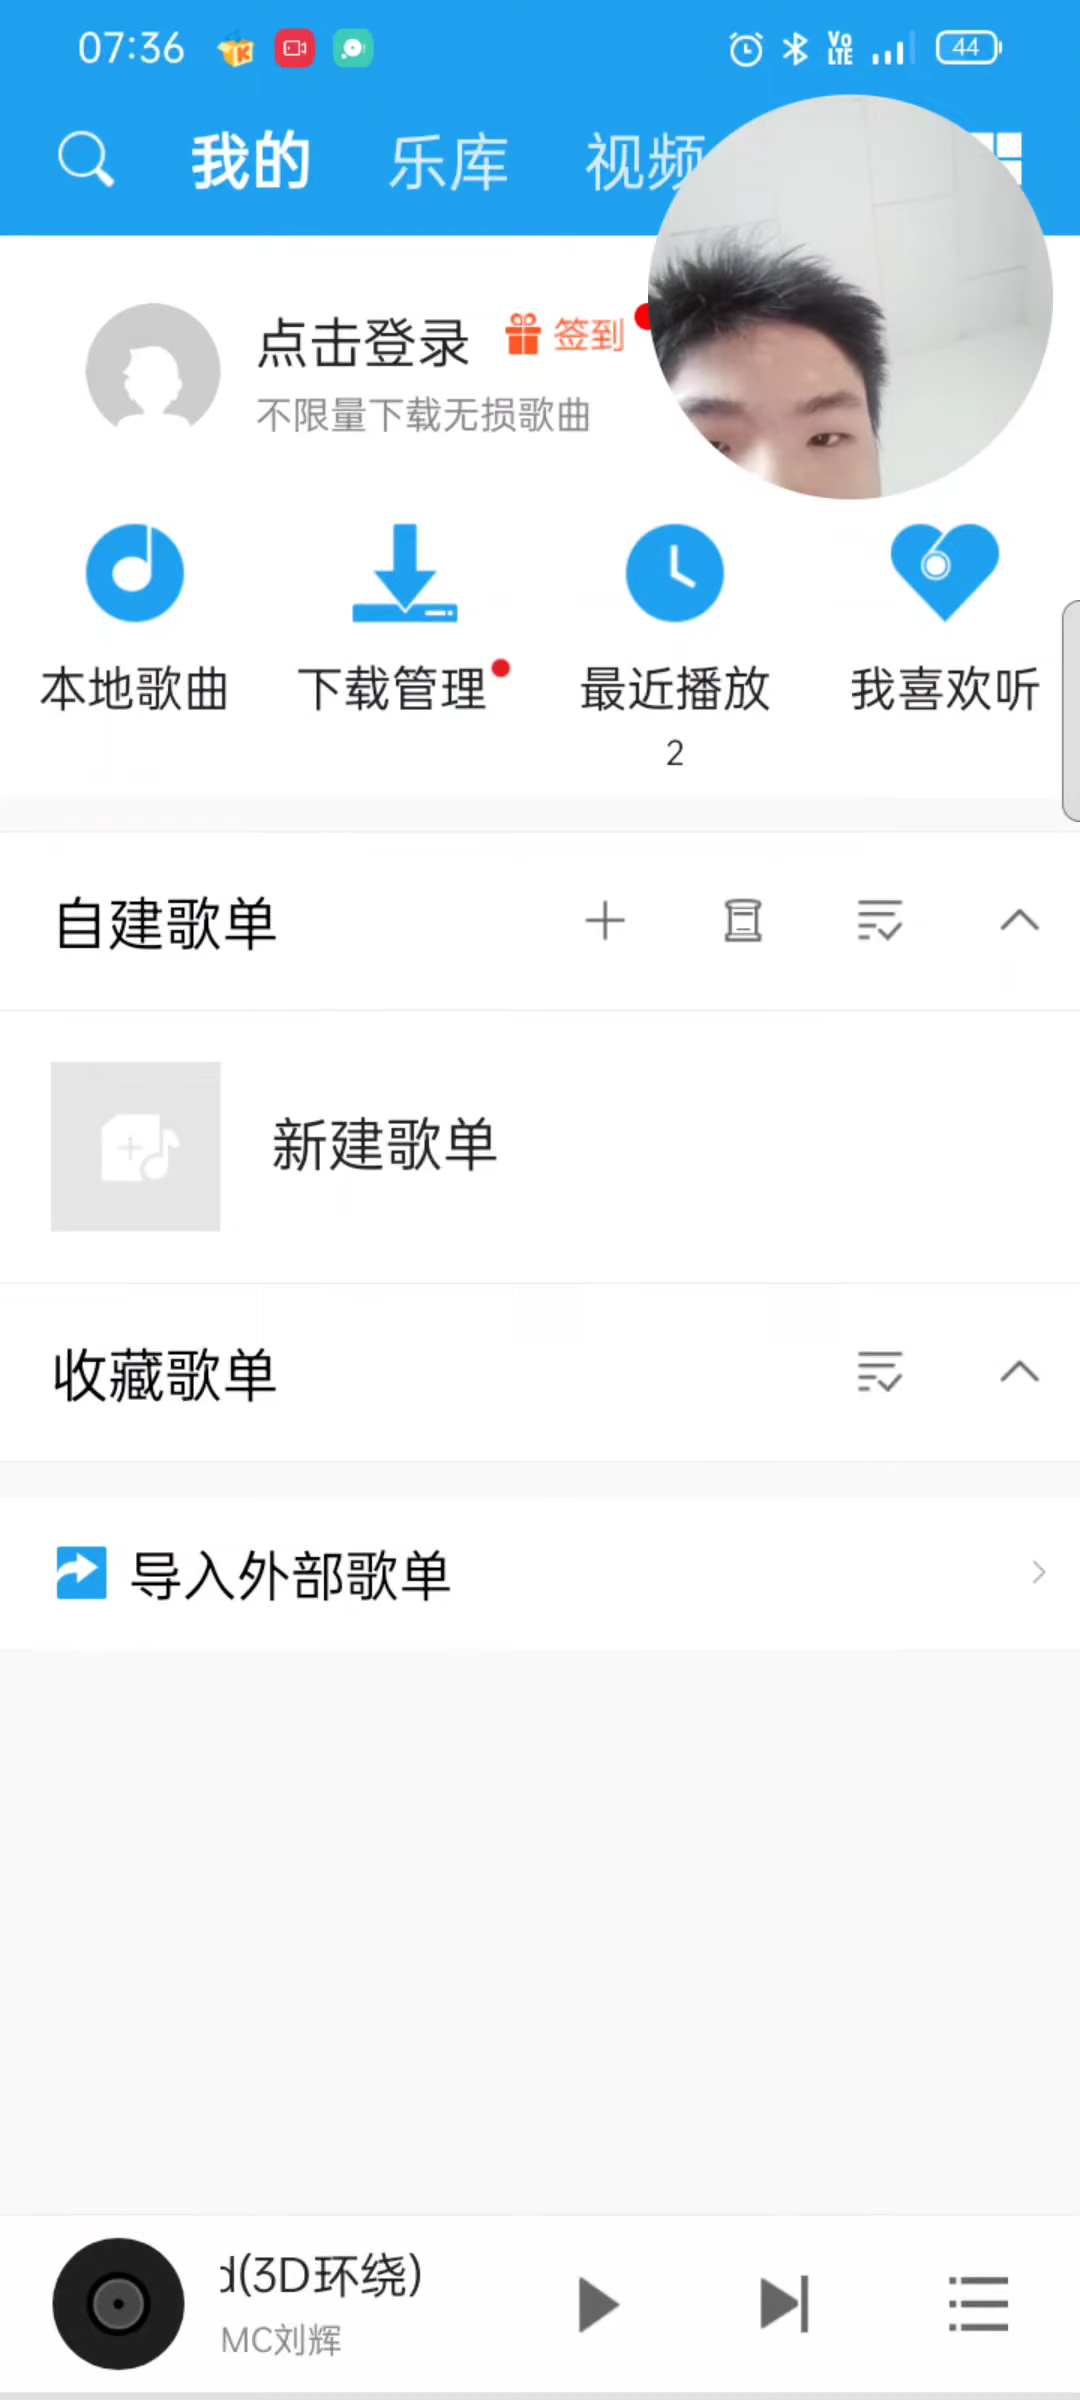 07:36
Vo LTE
44
我的 乐库 视频
点击登录 签到
不限量下载无损歌曲
本地歌曲 下载管理 最近播放 我喜欢听
2
自建歌单
新建歌单
收藏歌单
导入外部歌单
(3D环绕)
MC刘辉